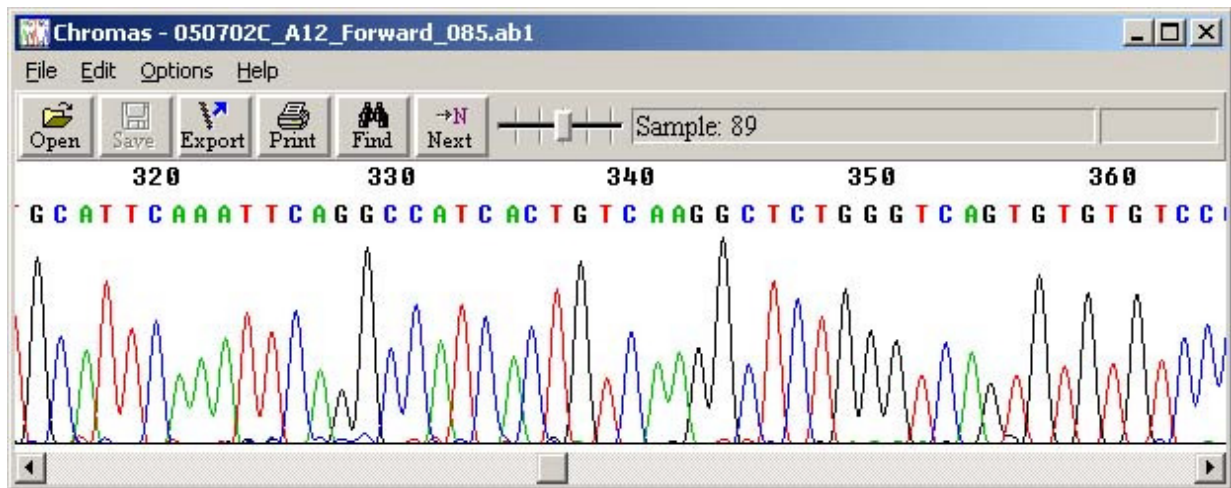 Chromas - 050702C_A12_Forward_085.ab1
File Edit Options Help
Open Save Export Print Find →N Next Sample: 89
320 330 340 350 360
G C A T T C A A A T T C A G G C C A T C A C T G T C A A G G C T C T G G G T C A G T G T G T G T C C